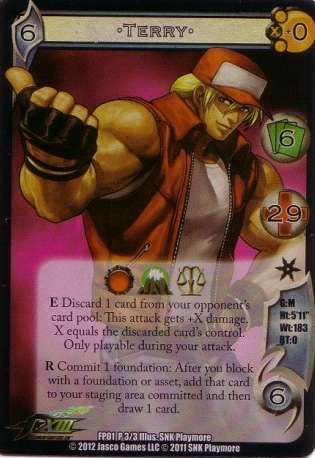 6
·TERRY·
X +0
6
29
E Discard 1 card from your opponent's
card pool: This attack gets +X damage.
X equals the discarded card's control.
Only playable during your attack.
R Commit 1 foundation: After you block
with a foundation or asset, add that card
to your staging area committed and then
draw 1 card.
G:M
Ht:5'11"
Wt:183
BT:0
6
XIII
FP01 P 3/3 Illus. SNK Playmore
© 2012 Jasco Games LLC © 2011 SNK Playmore